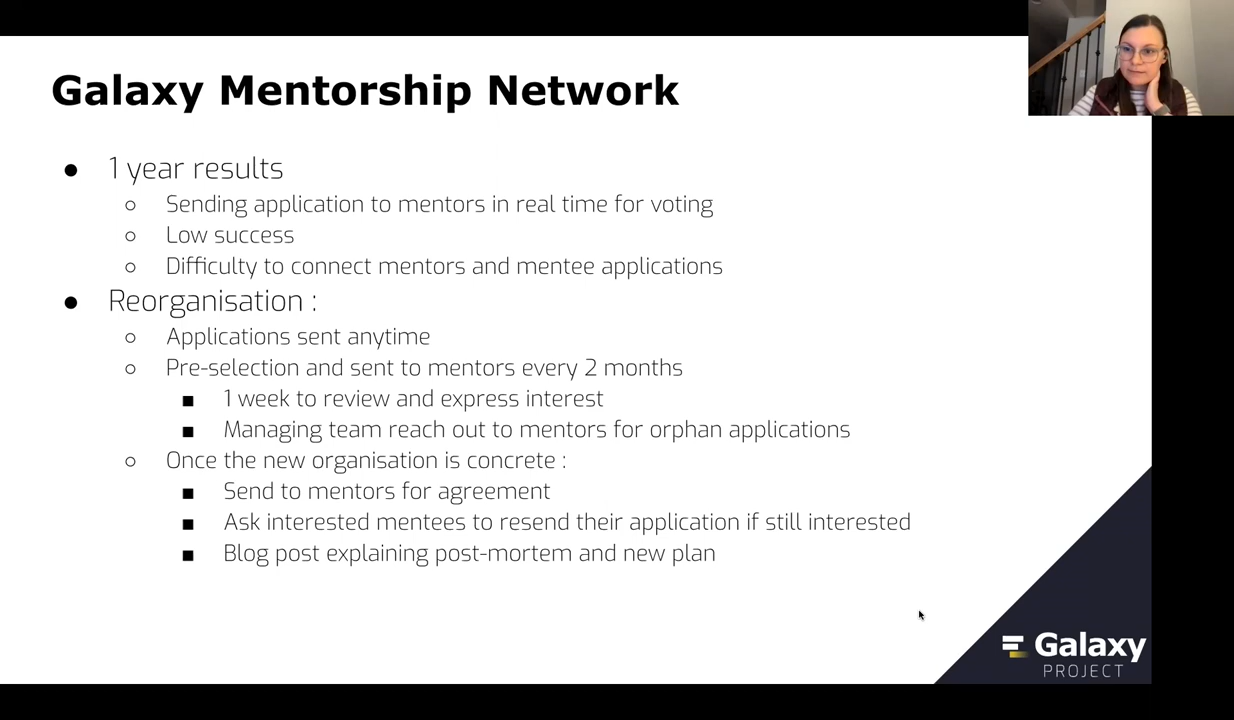 Galaxy Mentorship Network
● 1 year results
○ Sending application to mentors in real time for voting
○ Low success
○ Difficulty to connect mentors and mentee applications
● Reorganisation :
○ Applications sent anytime
○ Pre-selection and sent to mentors every 2 months
■ 1 week to review and express interest
■ Managing team reach out to mentors for orphan applications
○ Once the new organisation is concrete :
■ Send to mentors for agreement
■ Ask interested mentees to resend their application if still interested
■ Blog post explaining post-mortem and new plan
Galaxy
PROJECT